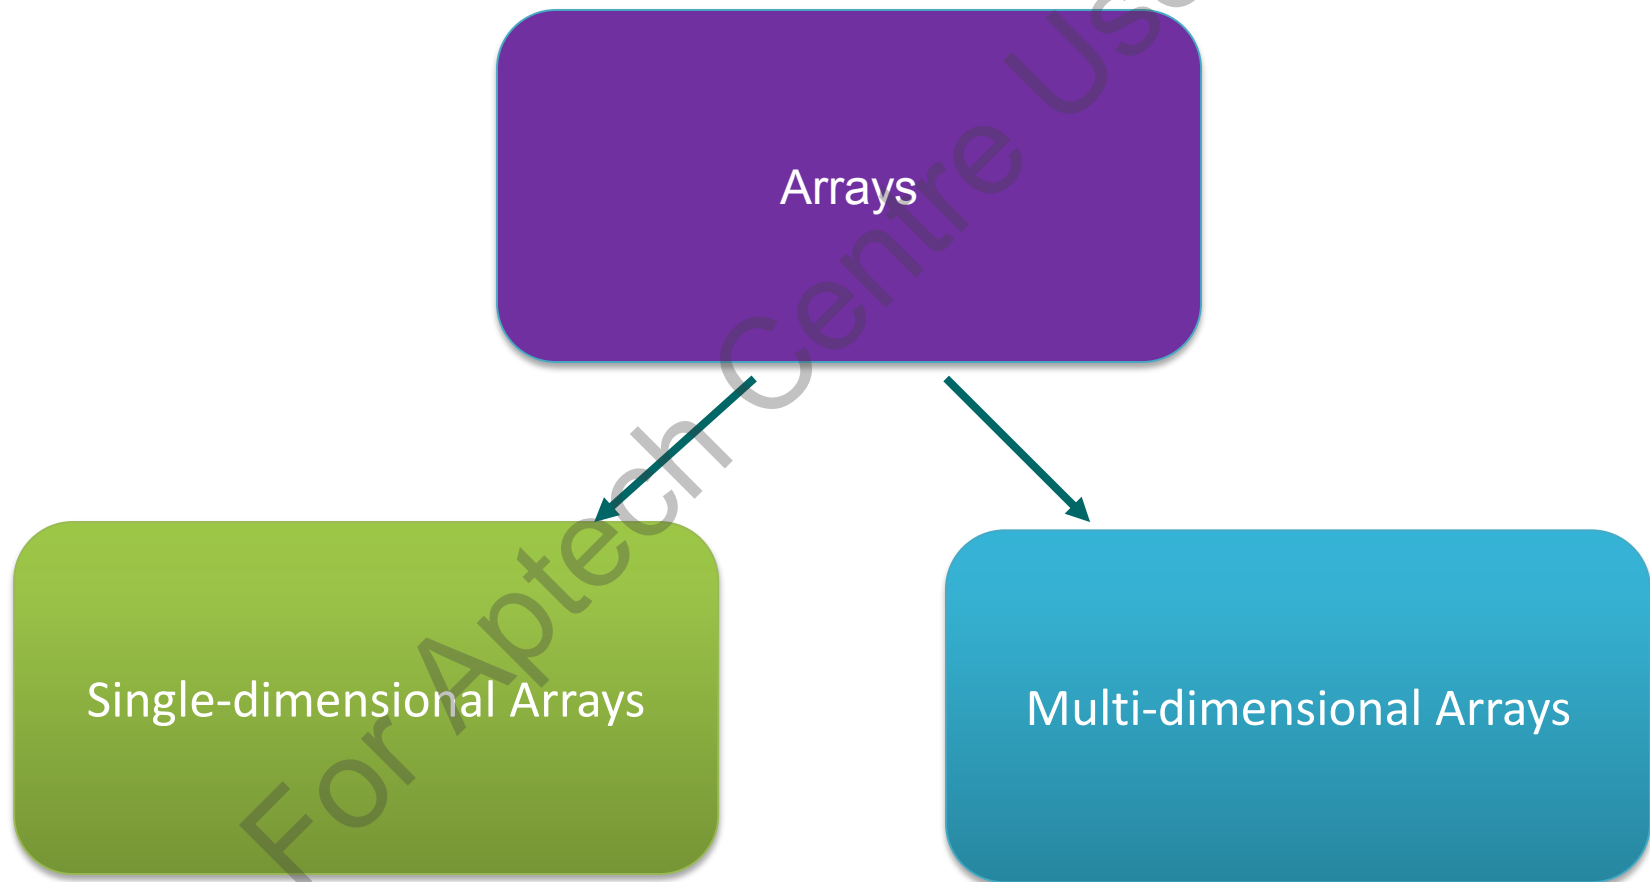 Arrays
Single-dimensional Arrays
Multi-dimensional Arrays
For Aptech Centre Use